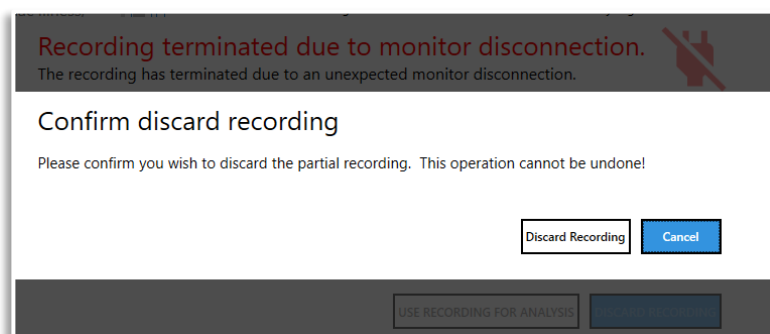 Recording terminated due to monitor disconnection.
The recording has terminated due to an unexpected monitor disconnection.
Confirm discard recording
Please confirm you wish to discard the partial recording.  This operation cannot be undone!
Discard Recording
Cancel
USE RECORDING FOR ANALYSIS
DISCARD RECORDING